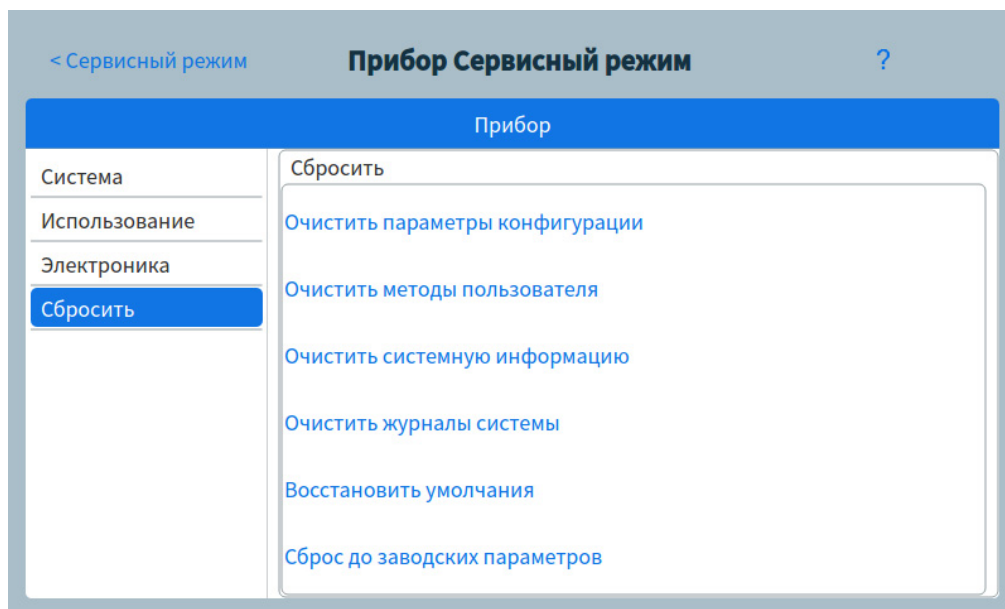 < Сервисный режим
Прибор Сервисный режим
?
Прибор
Система
Использование
Электроника
Сбросить
Сбросить
Очистить параметры конфигурации
Очистить методы пользователя
Очистить системную информацию
Очистить журналы системы
Восстановить умолчания
Сброс до заводских параметров